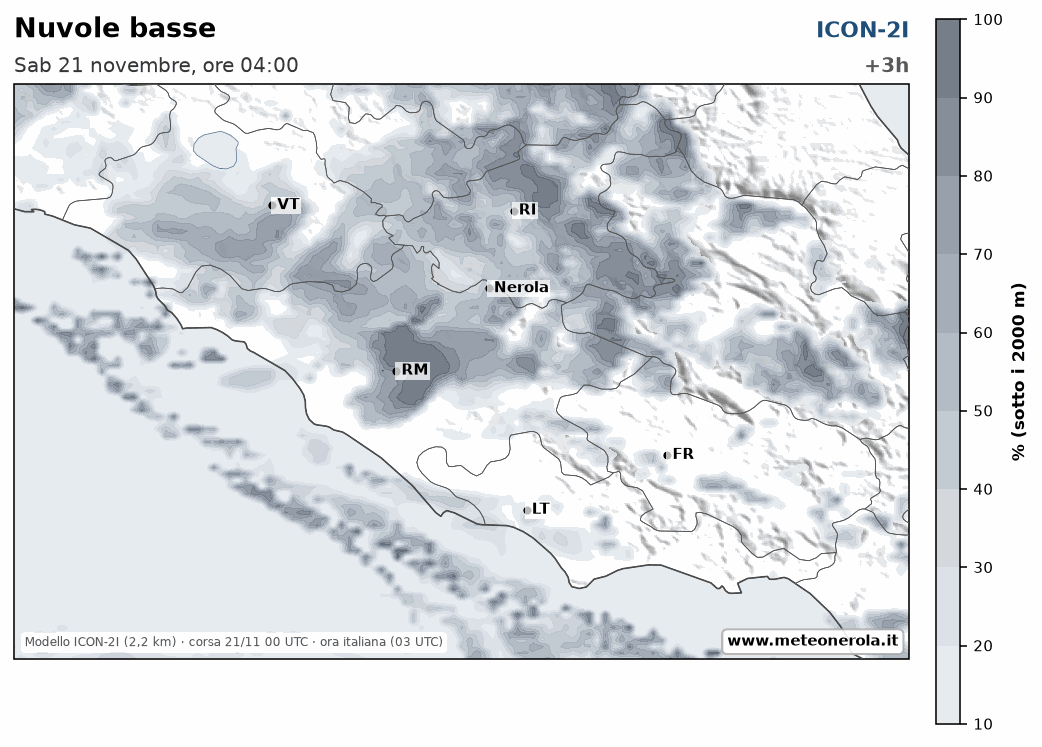 Nuvole basse
ICON-2I
Sab 21 novembre, ore 04:00
+3h
VT
RI
Nerola
RM
FR
LT
Modello ICON-2I (2,2 km) · corsa 21/11 00 UTC · ora italiana (03 UTC)
www.meteonerola.it
100
90
80
70
60
50
40
30
20
10
% (sotto i 2000 m)